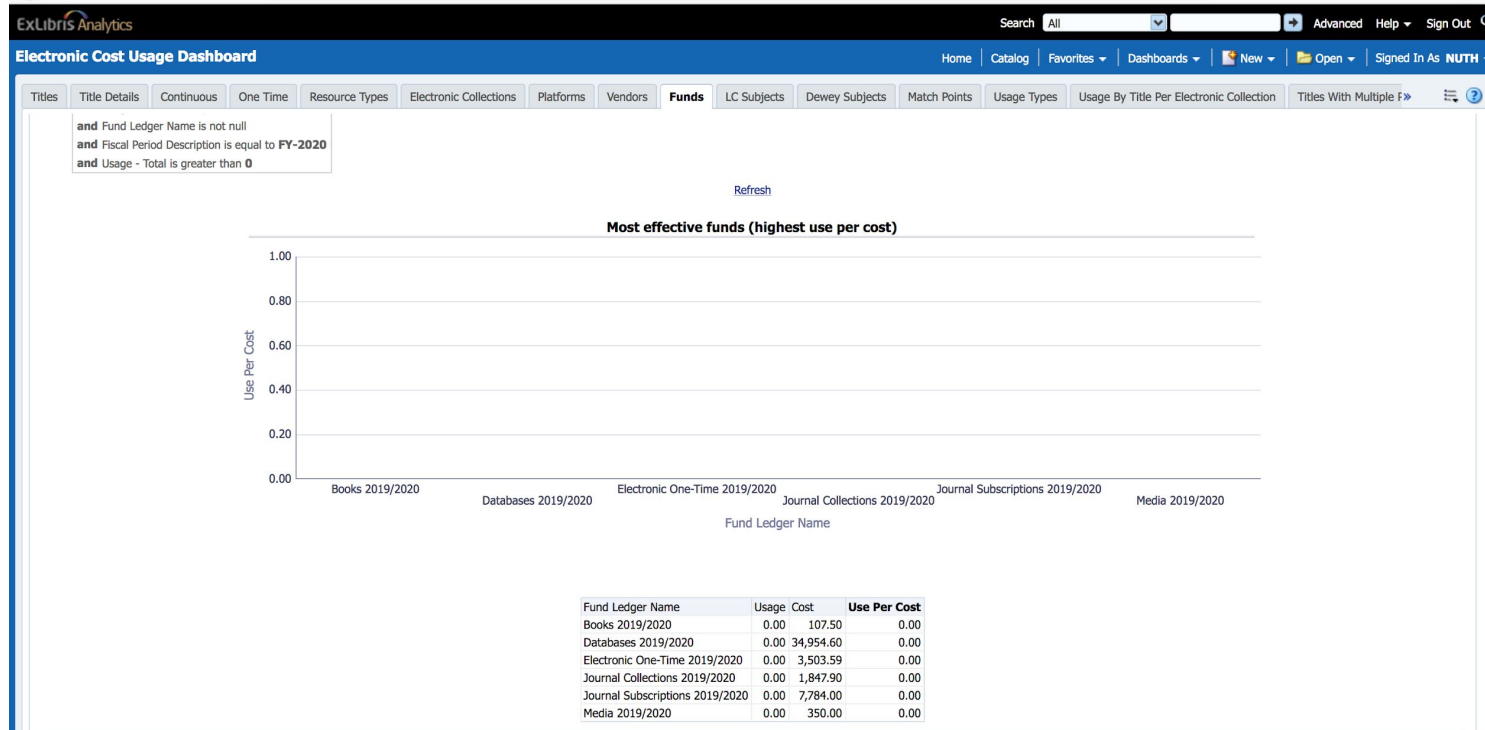 ExLibris Analytics
Search All Advanced Help Sign Out
Electronic Cost Usage Dashboard
Home Catalog Favorites Dashboards New Open Signed In As NUTH
Titles Title Details Continuous One Time Resource Types Electronic Collections Platforms Vendors Funds LC Subjects Dewey Subjects Match Points Usage Types Usage By Title Per Electronic Collection Titles With Multiple »
and Fund Ledger Name is not null
and Fiscal Period Description is equal to FY-2020
and Usage - Total is greater than 0
Refresh
Most effective funds (highest use per cost)
1.00
0.80
0.60
0.40
0.20
0.00
Use Per Cost
Books 2019/2020 Electronic One-Time 2019/2020 Journal Subscriptions 2019/2020
Databases 2019/2020 Journal Collections 2019/2020 Media 2019/2020
Fund Ledger Name
Fund Ledger Name Usage Cost Use Per Cost
Books 2019/2020 0.00 107.50 0.00
Databases 2019/2020 0.00 34,954.60 0.00
Electronic One-Time 2019/2020 0.00 3,503.59 0.00
Journal Collections 2019/2020 0.00 1,847.90 0.00
Journal Subscriptions 2019/2020 0.00 7,784.00 0.00
Media 2019/2020 0.00 350.00 0.00